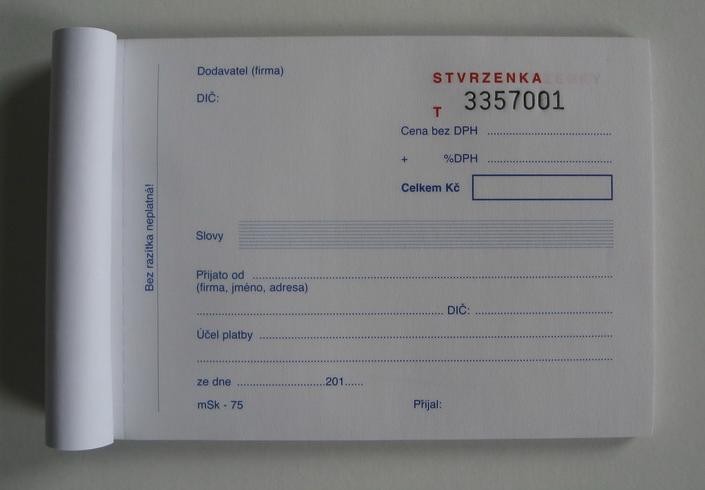 Dodavatel (firma)
STVRZENKA
DIČ:
T 3357001
Cena bez DPH
+ %DPH
Celkem Kč
Bez razítka neplatná!
Slovy
Přijato od
(firma, jméno, adresa)
DIČ:
Účel platby
ze dne ..........................201......
mSk - 75
Přijal: